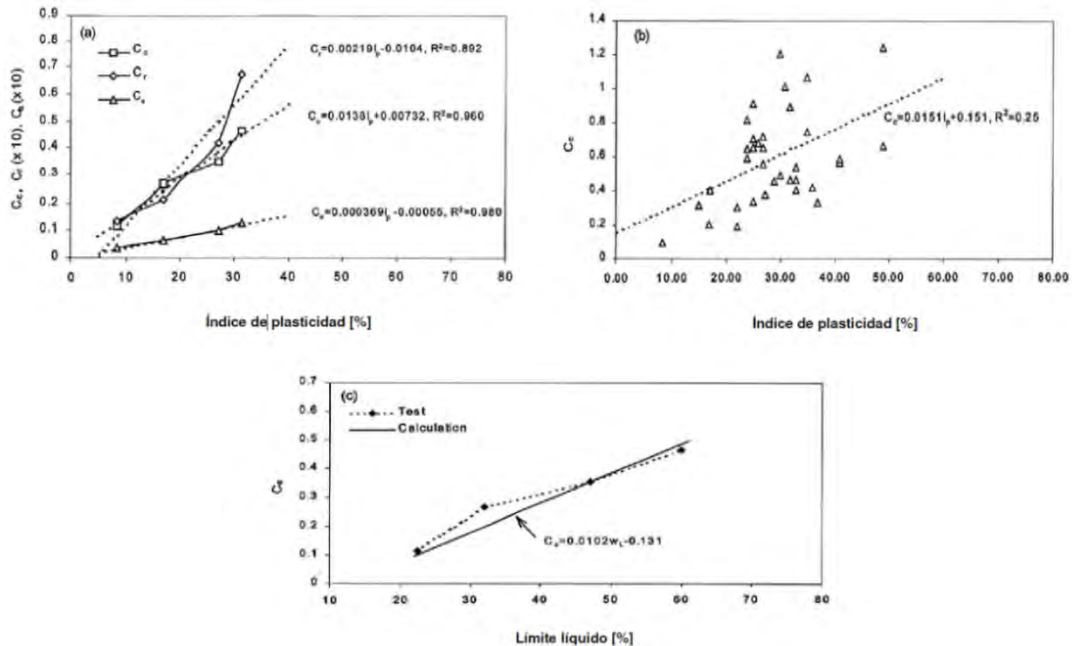 (a)
0.9
0.8
0.7
0.6
0.5
0.4
0.3
0.2
0.1
0
Cc, Cr (x10), Cs (x10)
Cc
Cr
Cs
Cr=0.00219Ip-0.0104, R²=0.892
Cc=0.0138Ip+0.00732, R²=0.960
Cs=0.000369Ip-0.00055, R²=0.980
0 10 20 30 40 50 60 70 80
Índice de plasticidad [%]
(b)
1.4
1.2
1
0.8
0.6
0.4
0.2
0
Cc
Cc=0.0151Ip+0.151, R²=0.25
0.00 10.00 20.00 30.00 40.00 50.00 60.00 70.00 80.00
Índice de plasticidad [%]
(c)
0.7
0.6
0.5
0.4
0.3
0.2
0.1
0
Cc
Test
Calculation
Cc=0.0102wL-0.131
10 20 30 40 50 60 70 80
Límite líquido [%]